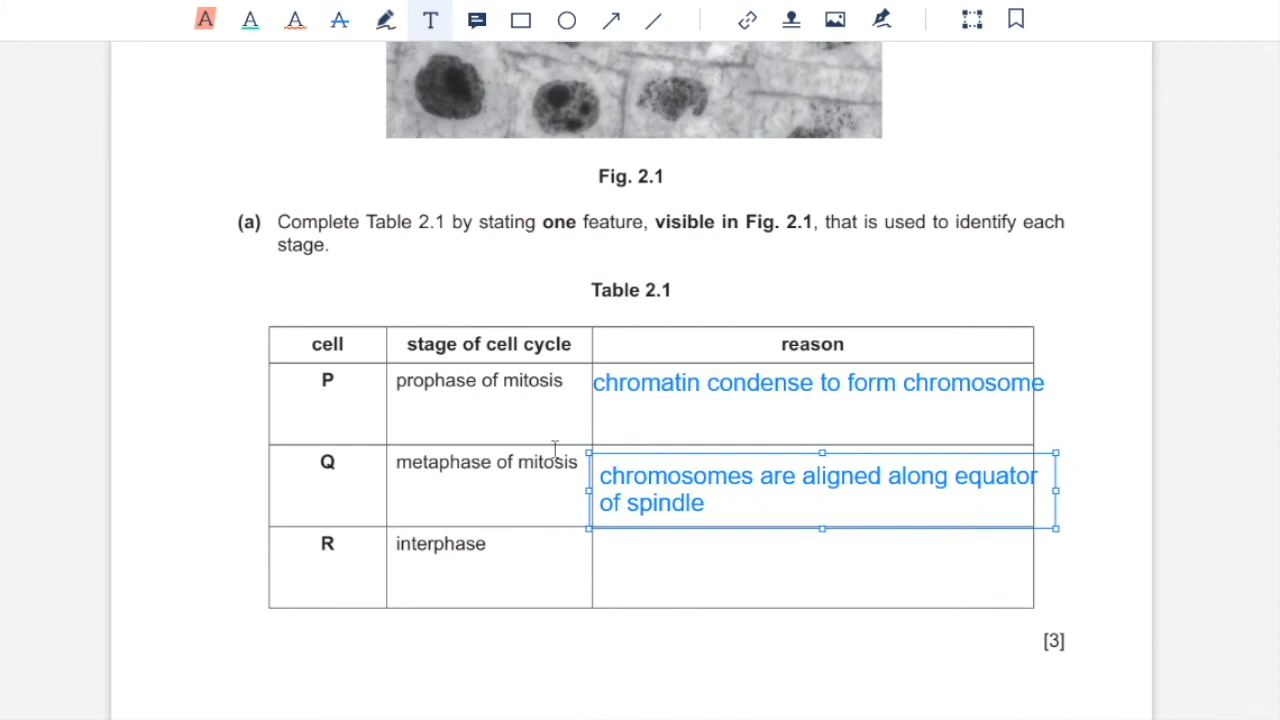 Fig. 2.1
(a) Complete Table 2.1 by stating one feature, visible in Fig. 2.1, that is used to identify each
stage.
Table 2.1
cell stage of cell cycle reason
P prophase of mitosis chromatin condense to form chromosome
Q metaphase of mitosis chromosomes are aligned along equator
of spindle
R interphase
[3]